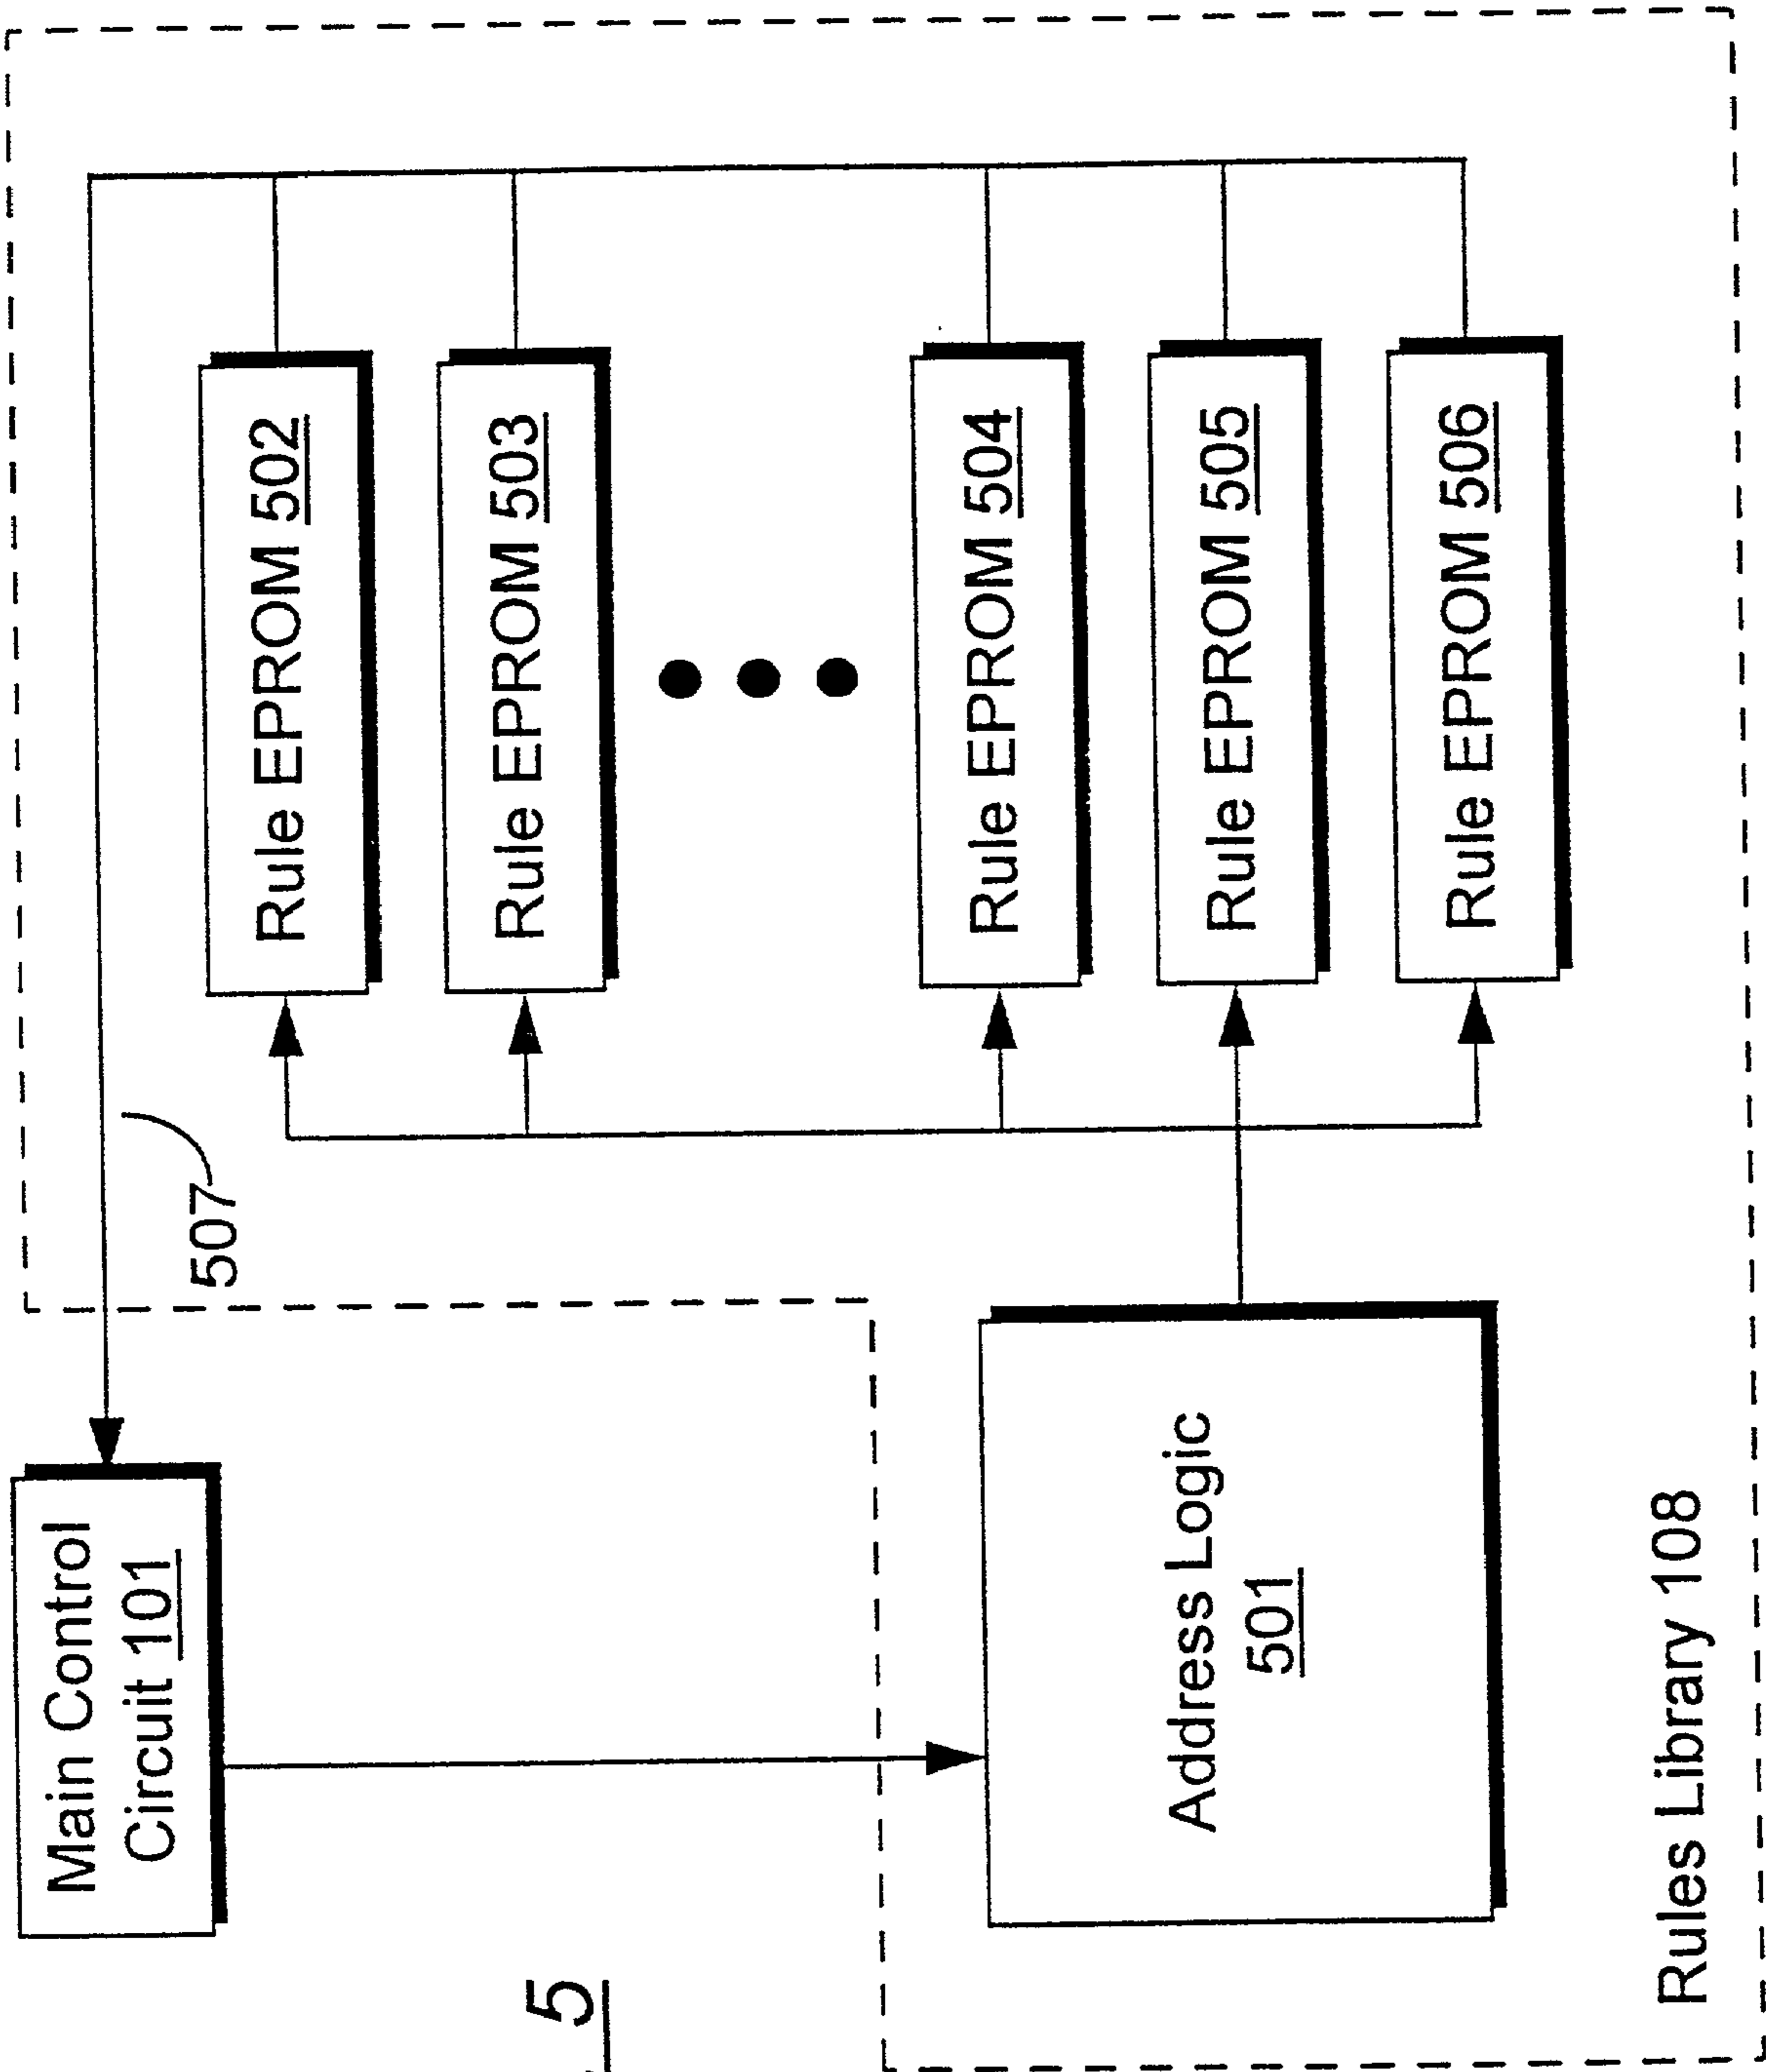 Main Control
Circuit 101
507
Rule EPROM 502
Rule EPROM 503
Rule EPROM 504
Rule EPROM 505
Rule EPROM 506
Address Logic
501
Rules Library 108
5